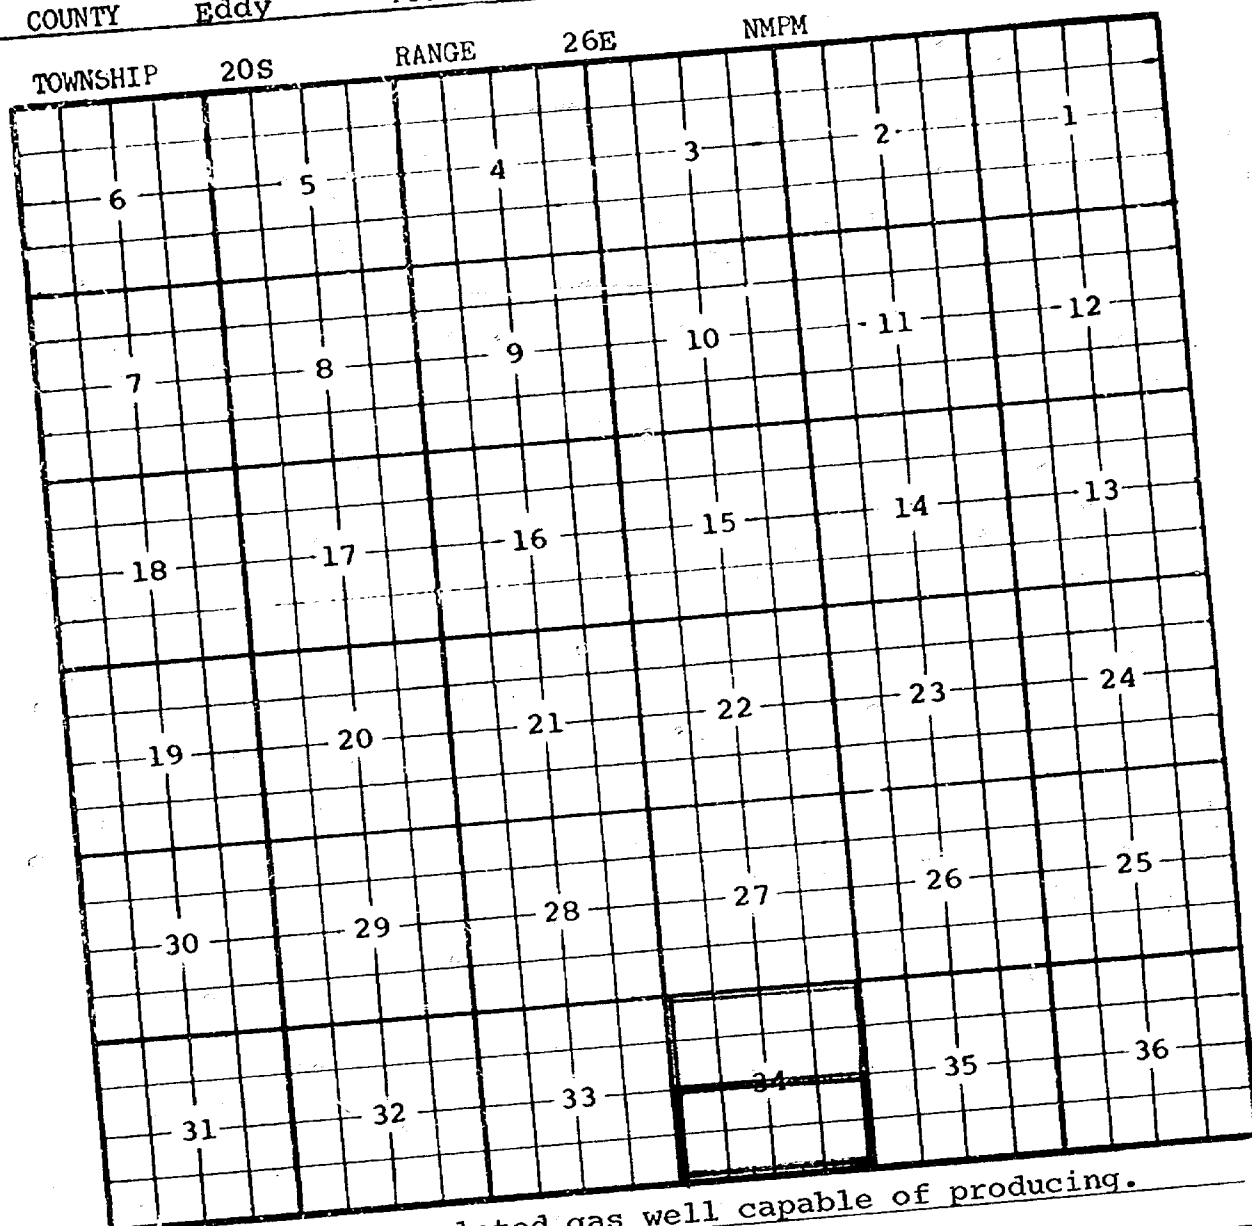 COUNTY Eddy
TOWNSHIP 20S RANGE 26E NMPM
6 5 4 3 2 1
7 8 9 10 11 12
18 17 16 15 14 13
19 20 21 22 23 24
30 29 28 27 26 25
31 32 33 34 35 36
gas well capable of producing.